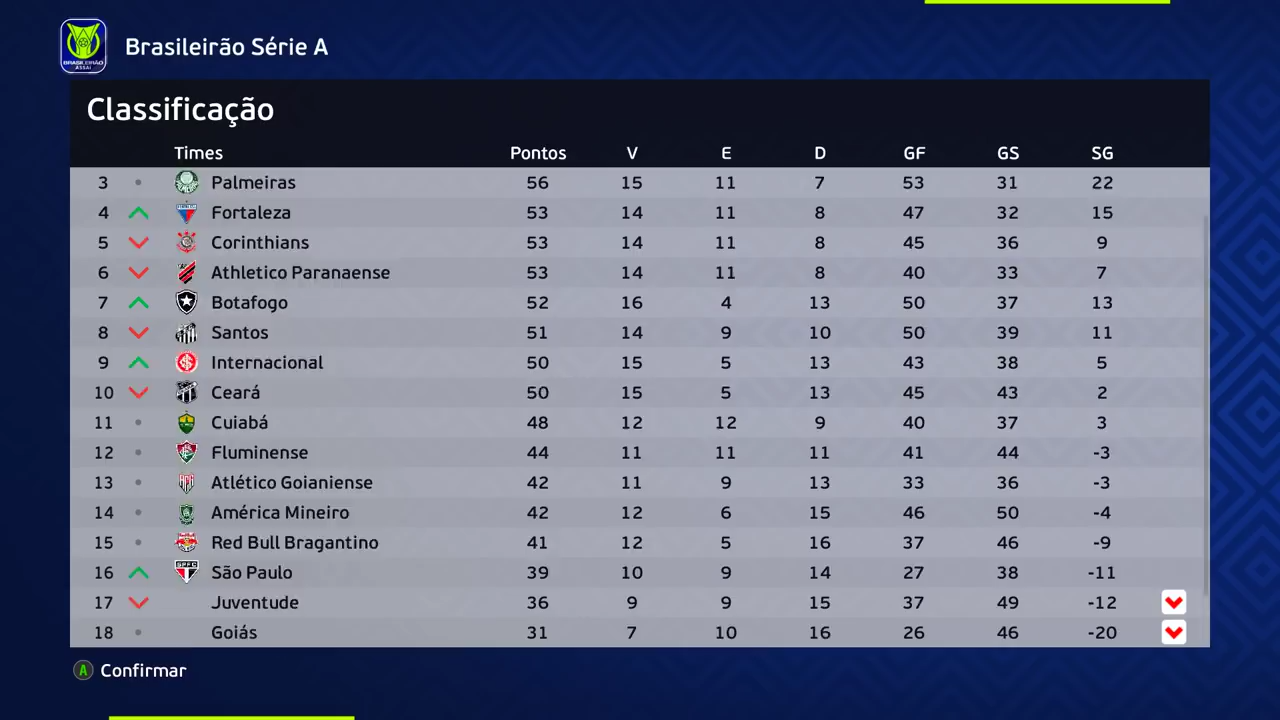 BRASILEIRÃO
ASSAÍ
Brasileirão Série A
Classificação
Times Pontos V E D GF GS SG
3 Palmeiras 56 15 11 7 53 31 22
4 Fortaleza 53 14 11 8 47 32 15
5 Corinthians 53 14 11 8 45 36 9
6 Athletico Paranaense 53 14 11 8 40 33 7
7 Botafogo 52 16 4 13 50 37 13
8 Santos 51 14 9 10 50 39 11
9 Internacional 50 15 5 13 43 38 5
10 Ceará 50 15 5 13 45 43 2
11 Cuiabá 48 12 12 9 40 37 3
12 Fluminense 44 11 11 11 41 44 -3
13 Atlético Goianiense 42 11 9 13 33 36 -3
14 América Mineiro 42 12 6 15 46 50 -4
15 Red Bull Bragantino 41 12 5 16 37 46 -9
SPFC
16 São Paulo 39 10 9 14 27 38 -11
17 Juventude 36 9 9 15 37 49 -12
18 Goiás 31 7 10 16 26 46 -20
A Confirmar